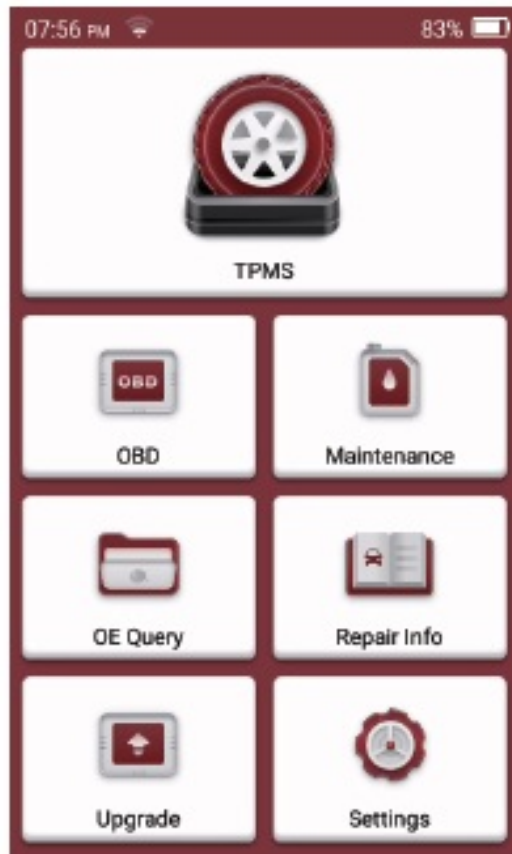 07:56 PM 83%
TPMS
OBD
OBD Maintenance
OE Query Repair Info
Upgrade Settings